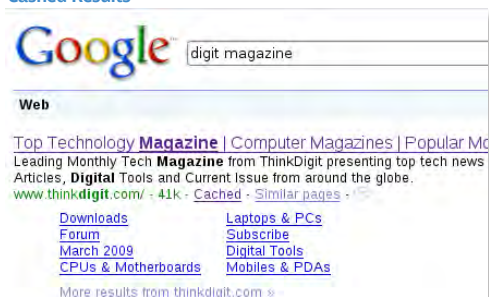 Cashed Results
Google digit magazine
Web
Top Technology Magazine | Computer Magazines | Popular Mo
Leading Monthly Tech Magazine from ThinkDigit presenting top tech news
Articles, Digital Tools and Current Issue from around the globe.
www.thinkdigit.com/ - 41k - Cached - Similar pages -
Downloads Laptops & PCs
Forum Subscribe
March 2009 Digital Tools
CPUs & Motherboards Mobiles & PDAs
More results from thinkdigit.com »